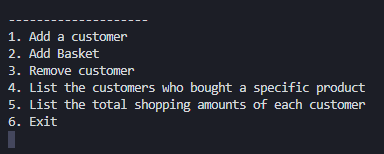 --------------------
1. Add a customer
2. Add Basket
3. Remove customer
4. List the customers who bought a specific product
5. List the total shopping amounts of each customer
6. Exit